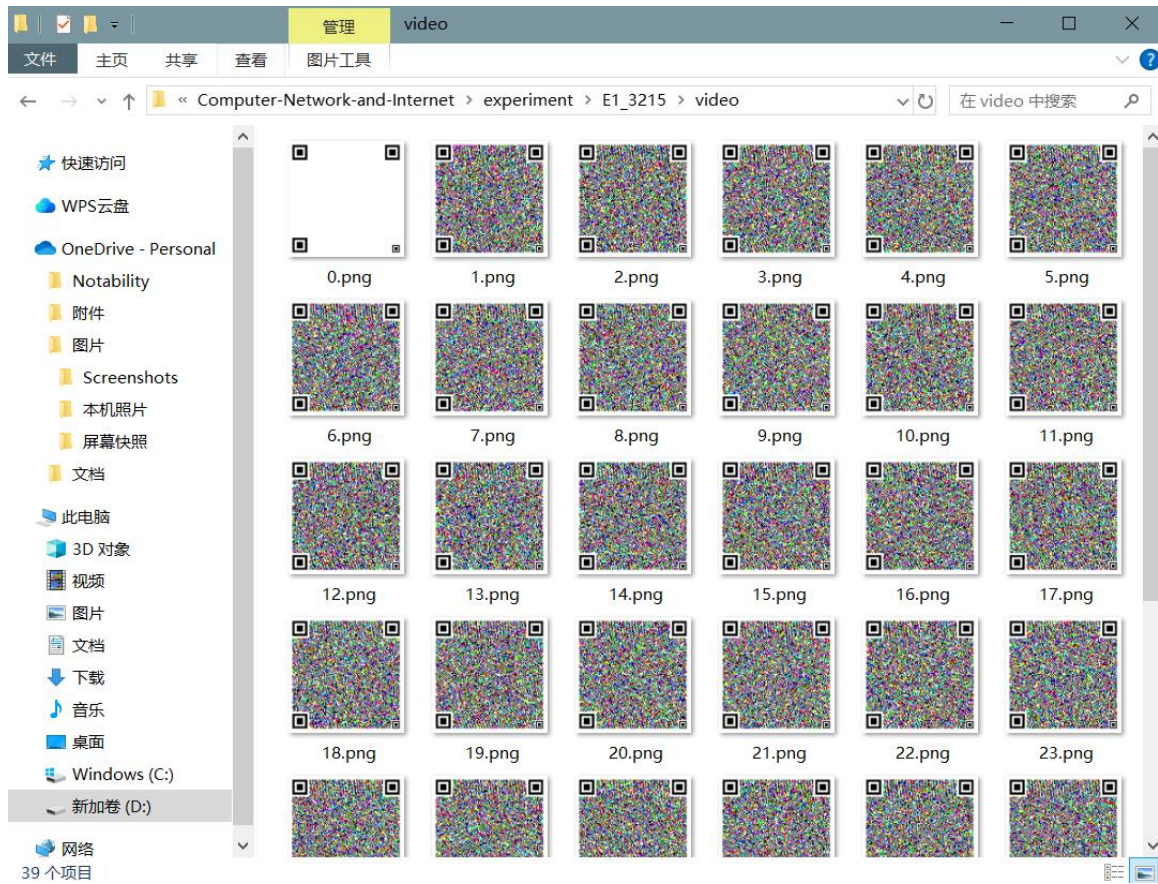 管理 video
文件 主页 共享 查看 图片工具
« Computer-Network-and-Internet > experiment > E1_3215 > video
在 video 中搜索
快速访问
WPS云盘
OneDrive - Personal
Notability
附件
图片
Screenshots
本机照片
屏幕快照
文档
此电脑
3D 对象
视频
图片
文档
下载
音乐
桌面
Windows (C:)
新加卷 (D:)
网络
0.png 1.png 2.png 3.png 4.png 5.png
6.png 7.png 8.png 9.png 10.png 11.png
12.png 13.png 14.png 15.png 16.png 17.png
18.png 19.png 20.png 21.png 22.png 23.png
39 个项目